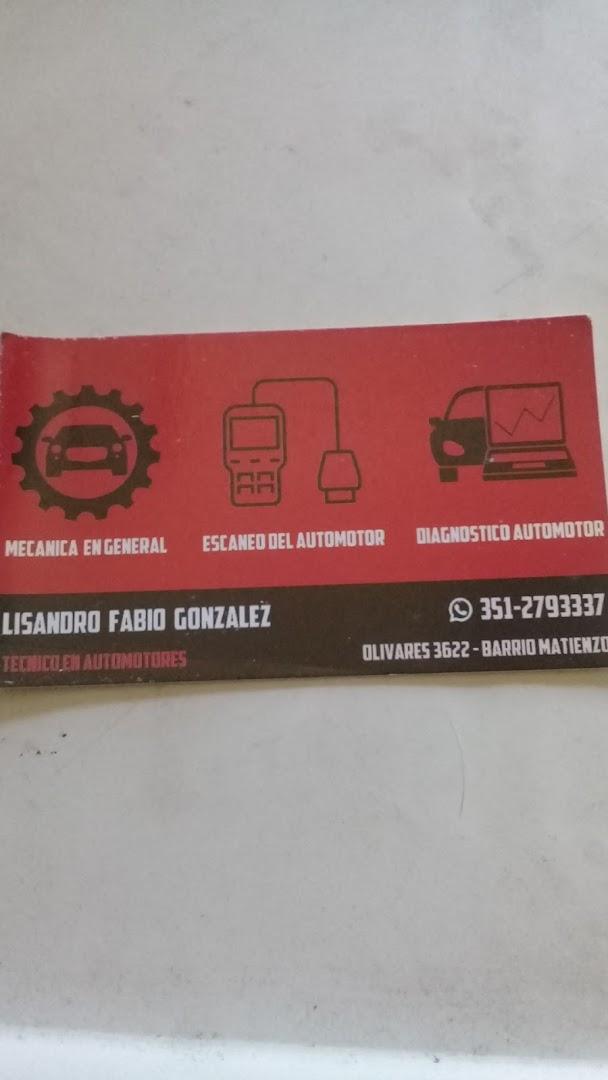 MECANICA EN GENERAL
ESCANEO DEL AUTOMOTOR
DIAGNOSTICO AUTOMOTOR
LISANDRO FABIO GONZALEZ
TECNICO EN AUTOMOTORES
351-2793337
OLIVARES 3622 - BARRIO MATIENZO